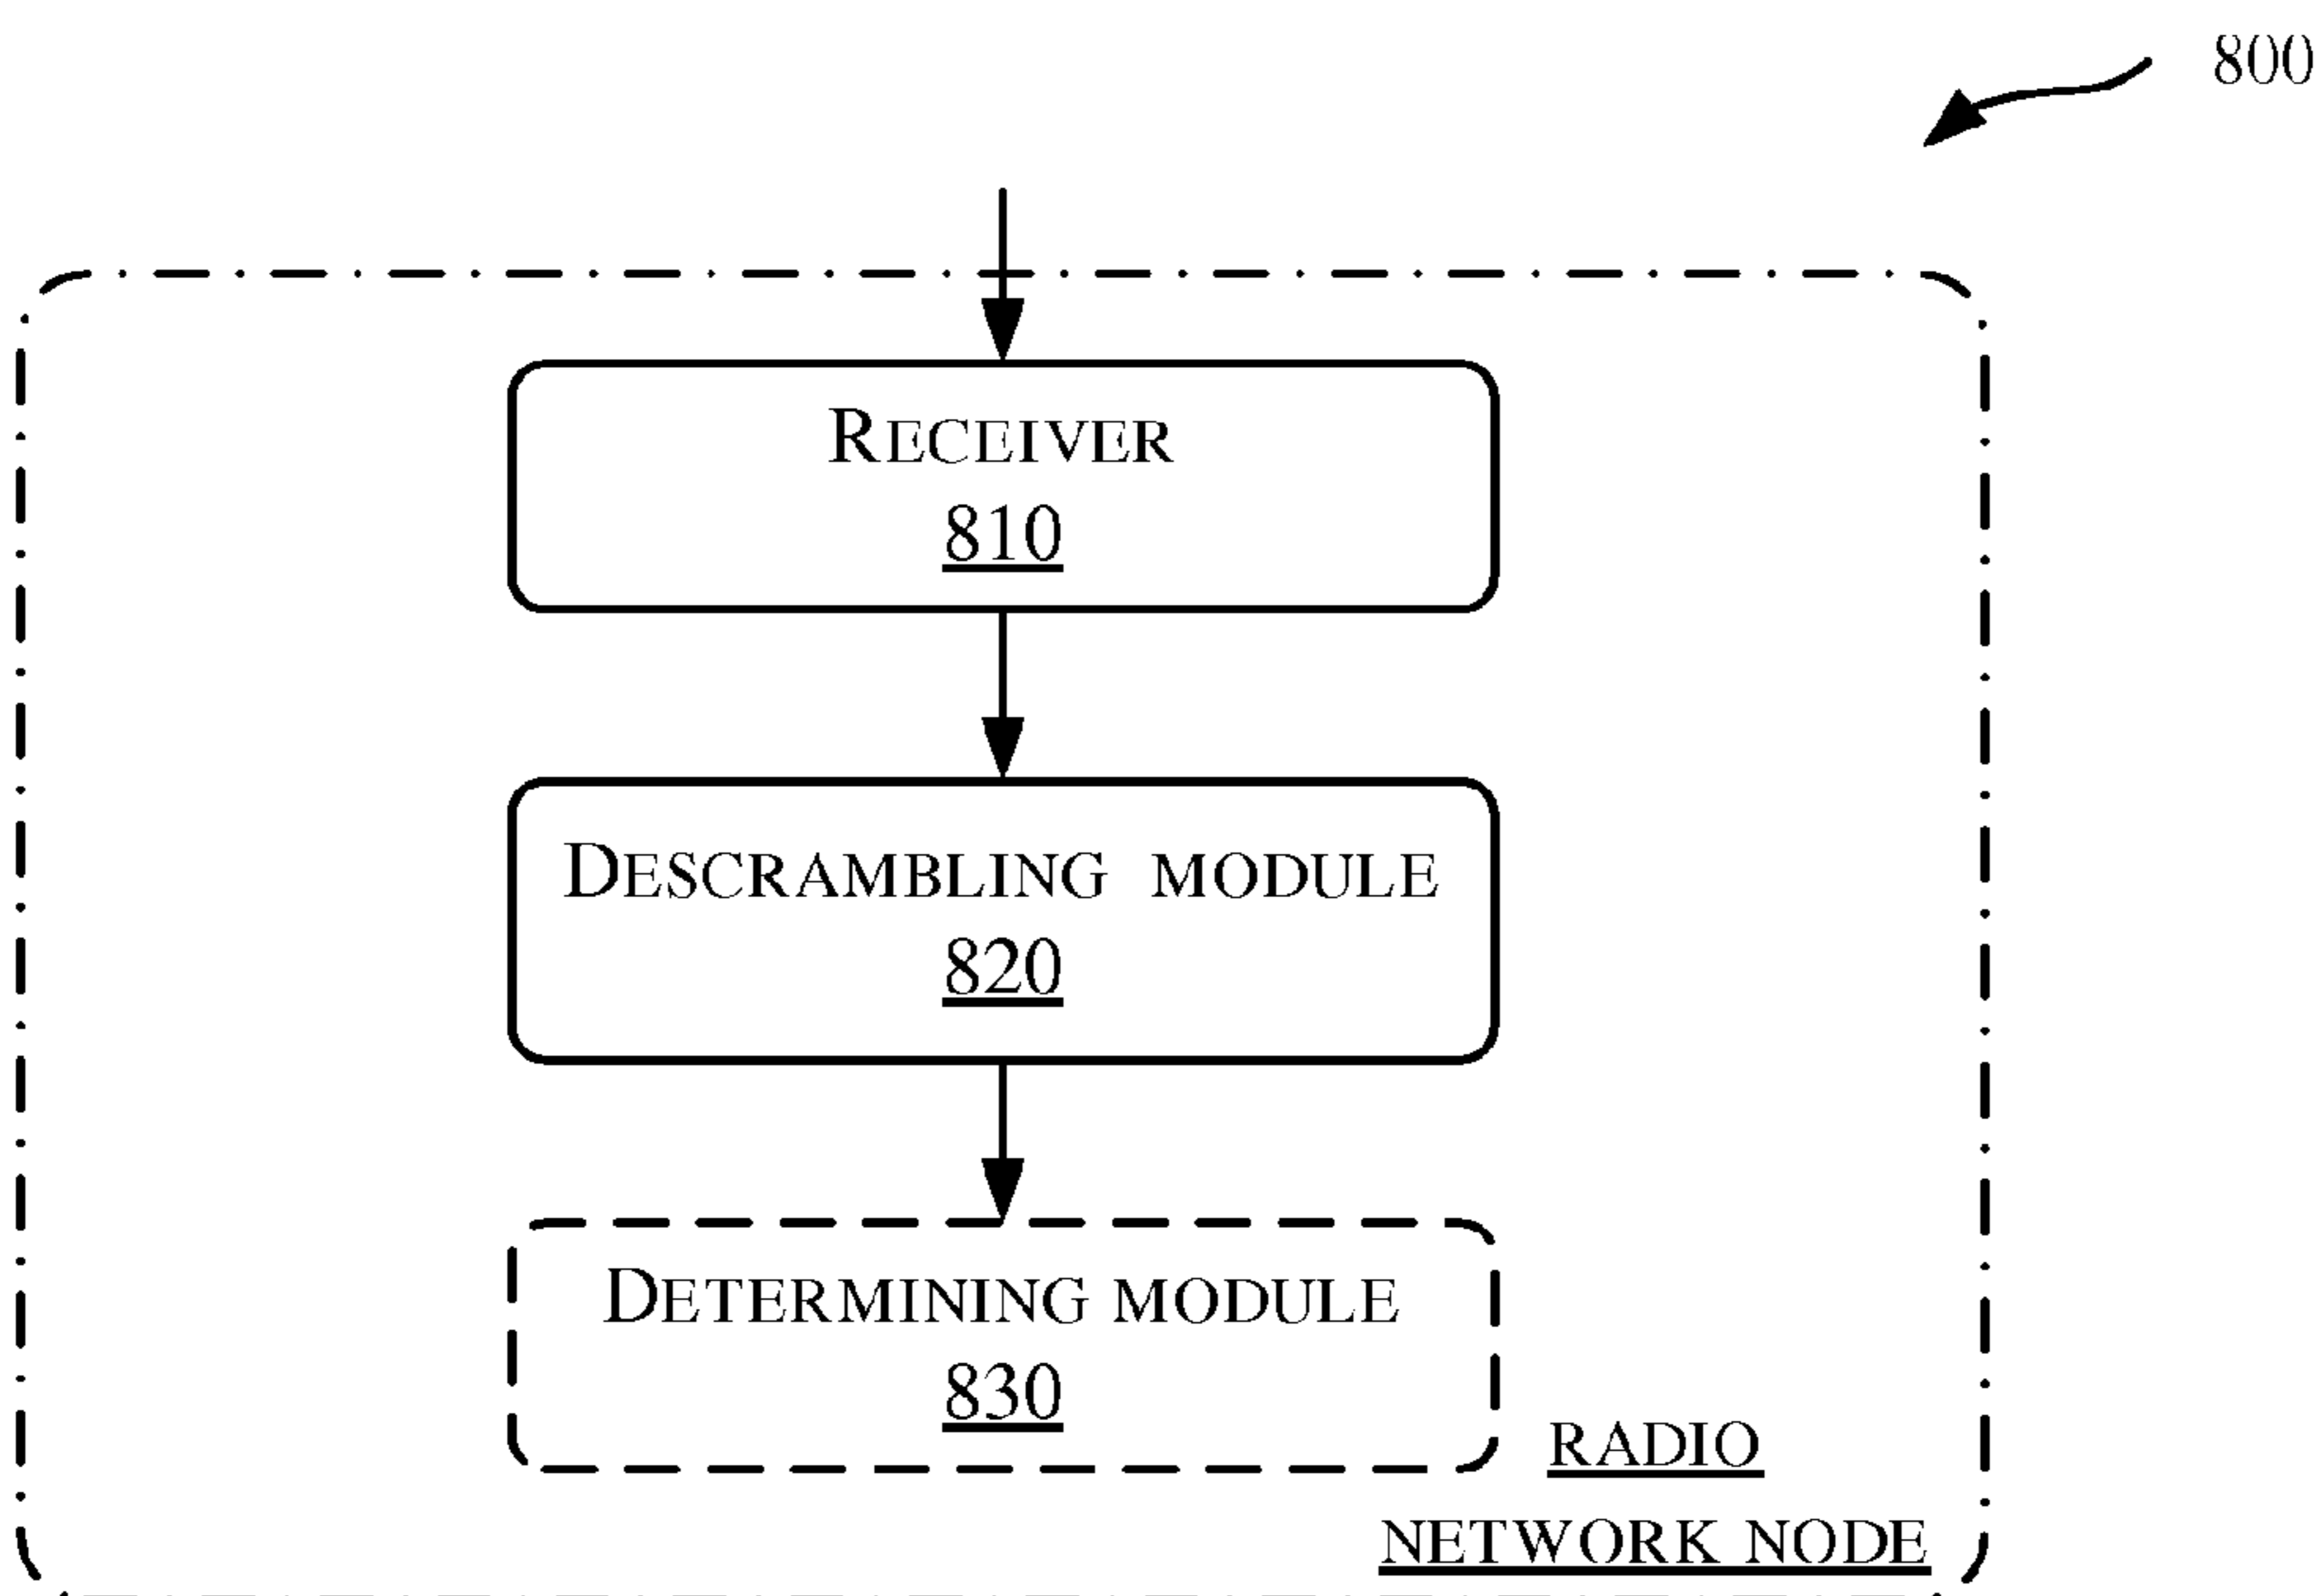 800
RECEIVER
810
DESCRAMBLING MODULE
820
DETERMINING MODULE
830
RADIO
NETWORK NODE